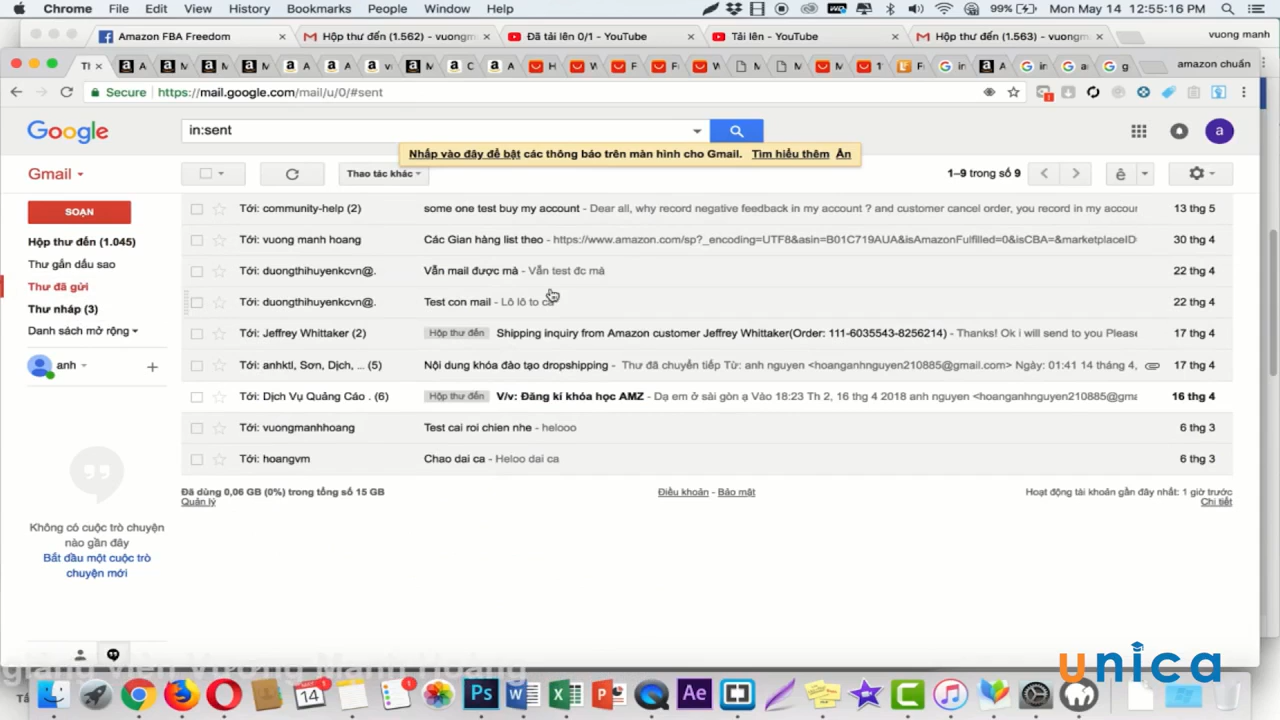 Chrome File Edit View History Bookmarks People Window Help 99% Mon May 14 12:55:16 PM
Amazon FBA Freedom Hộp thư đến (1.562) - vuongm Đã tải lên 0/1 - YouTube Tải lên - YouTube Hộp thư đến (1.563) - vuongm vuong manh
amazon chuẩn
Secure https://mail.google.com/mail/u/0/#sent
Google in:sent a
Nhấp vào đây để bật các thông báo trên màn hình cho Gmail. Tìm hiểu thêm Ẩn
Gmail Thao tác khác 1–9 trong số 9 ê
SOẠN
Tới: community-help (2) some one test buy my account - Dear all, why record negative feedback in my account ? and customer cancel order, you record in my accour 13 thg 5
Hộp thư đến (1.045) Tới: vuong manh hoang Các Gian hàng list theo - https://www.amazon.com/sp?_encoding=UTF8&asin=B01C719AUA&isAmazonFulfilled=0&isCBA=&marketplaceID= 30 thg 4
Thư gắn dấu sao Tới: duongthihuyenkcvn@. Vẫn mail được mà - Vẫn test đc mà 22 thg 4
Thư đã gửi
Thư nháp (3) Tới: duongthihuyenkcvn@. Test con mail - Lô lô to 22 thg 4
Danh sách mở rộng Tới: Jeffrey Whittaker (2) Hộp thư đến Shipping inquiry from Amazon customer Jeffrey Whittaker(Order: 111-6035543-8256214) - Thanks! Ok i will send to you Please 17 thg 4
anh Tới: anhktl, Sơn, Dịch, ... (5) Nội dung khóa đào tạo dropshipping - Thư đã chuyển tiếp Từ: anh nguyen <hoanganhnguyen210885@gmail.com> Ngày: 01:41 14 tháng 4, 17 thg 4
Tới: Dịch Vụ Quảng Cáo . (6) Hộp thư đến V/v: Đăng kí khóa học AMZ - Dạ em ở sài gòn ạ Vào 18:23 Th 2, 16 thg 4 2018 anh nguyen <hoanganhnguyen210885@gma 16 thg 4
Tới: vuongmanhhoang Test cai roi chien nhe - helooo 6 thg 3
Tới: hoangvm Chao dai ca - Heloo dai ca 6 thg 3
Đã dùng 0,06 GB (0%) trong tổng số 15 GB Điều khoản - Bảo mật Hoạt động tài khoản gần đây nhất: 1 giờ trước
Quản lý Chi tiết
Không có cuộc trò chuyện
nào gần đây
Bắt đầu một cuộc trò
chuyện mới
giảng viên Vương Mạnh Hoàng
unica